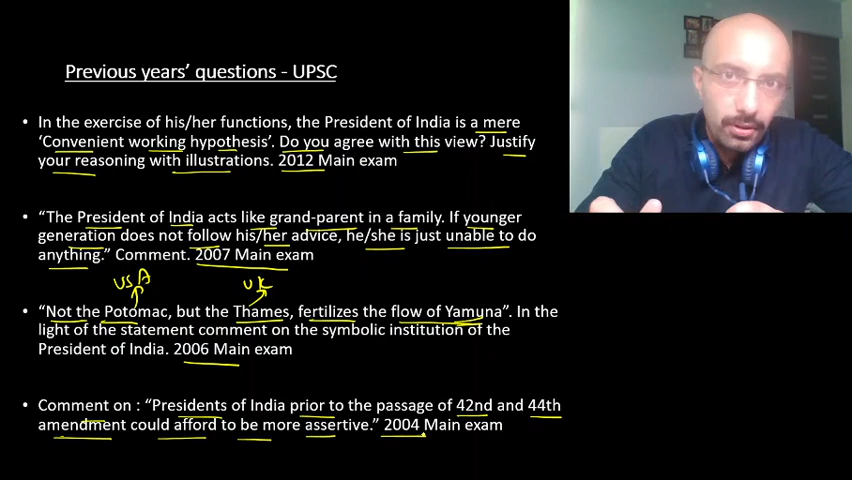 Previous years' questions - UPSC
• In the exercise of his/her functions, the President of India is a mere
'Convenient working hypothesis'. Do you agree with this view? Justify
your reasoning with illustrations. 2012 Main exam
• "The President of India acts like grand-parent in a family. If younger
generation does not follow his/her advice, he/she is just unable to do
anything." Comment. 2007 Main exam
USA UK
• "Not the Potomac, but the Thames, fertilizes the flow of Yamuna". In the
light of the statement comment on the symbolic institution of the
President of India. 2006 Main exam
• Comment on : "Presidents of India prior to the passage of 42nd and 44th
amendment could afford to be more assertive." 2004 Main exam